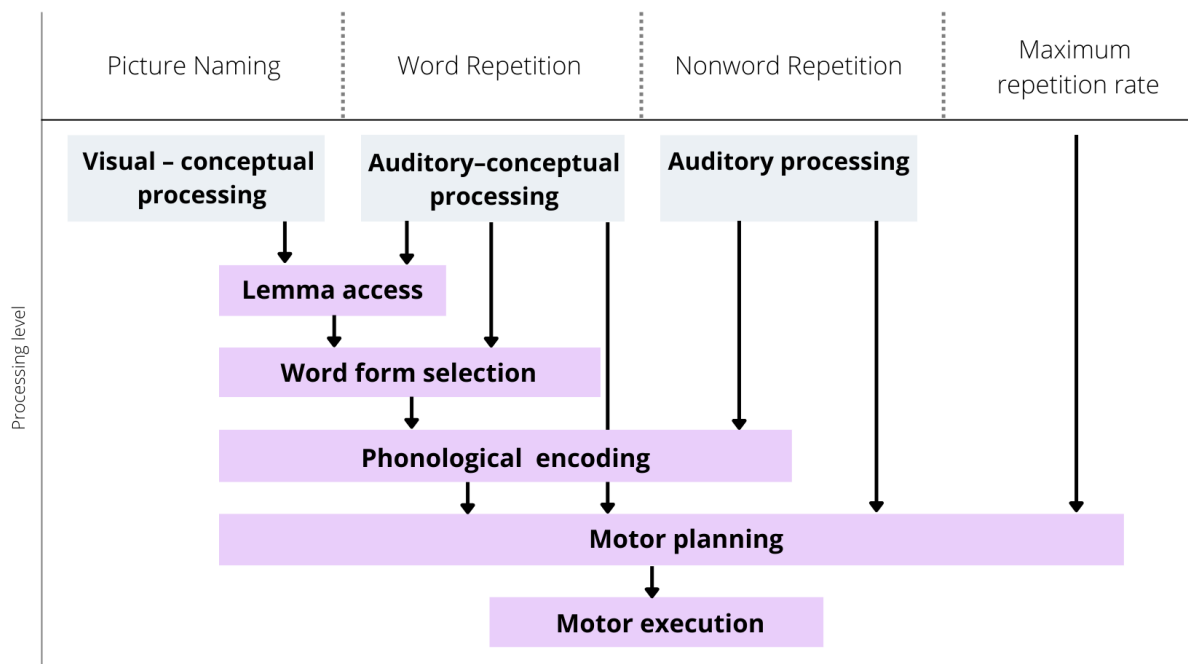 Picture Naming
Word Repetition
Nonword Repetition
Maximum
repetition rate
Visual – conceptual
processing
Auditory–conceptual
processing
Auditory processing
Lemma access
Word form selection
Phonological encoding
Motor planning
Motor execution
Processing level